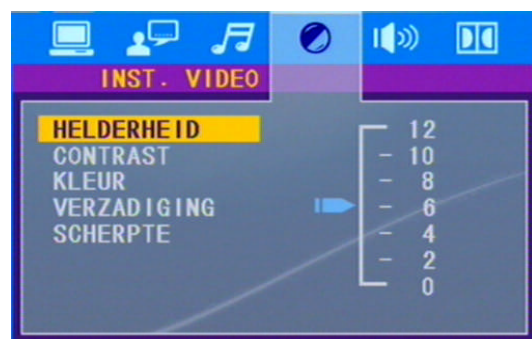 INST. VIDEO
HELDERHEID
CONTRAST
KLEUR
VERZADIGING
SCHERPTE
12
10
8
6
4
2
0